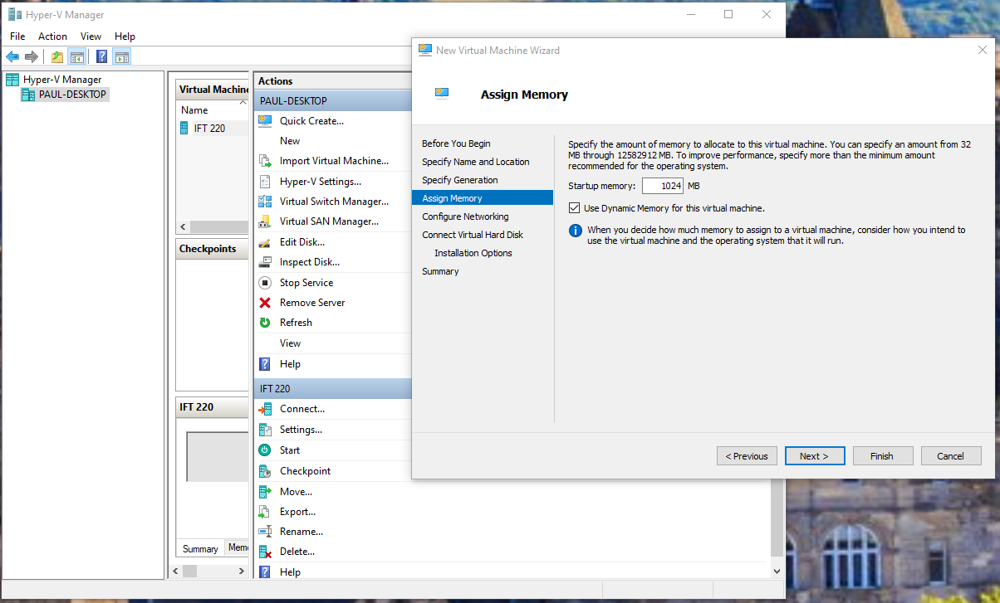 Hyper-V Manager
File Action View Help
Hyper-V Manager
PAUL-DESKTOP
Virtual Machine
Name
IFT 220
Checkpoints
IFT 220
Summary Memo
Actions
PAUL-DESKTOP
Quick Create...
New
Import Virtual Machine...
Hyper-V Settings...
Virtual Switch Manager...
Virtual SAN Manager...
Edit Disk...
Inspect Disk...
Stop Service
Remove Server
Refresh
View
Help
IFT 220
Connect...
Settings...
Start
Checkpoint
Move...
Export...
Rename...
Delete...
Help
New Virtual Machine Wizard
Assign Memory
Before You Begin
Specify Name and Location
Specify Generation
Assign Memory
Configure Networking
Connect Virtual Hard Disk
Installation Options
Summary
Specify the amount of memory to allocate to this virtual machine. You can specify an amount from 32
MB through 12582912 MB. To improve performance, specify more than the minimum amount
recommended for the operating system.
Startup memory: 1024 MB
Use Dynamic Memory for this virtual machine.
When you decide how much memory to assign to a virtual machine, consider how you intend to
use the virtual machine and the operating system that it will run.
< Previous Next > Finish Cancel